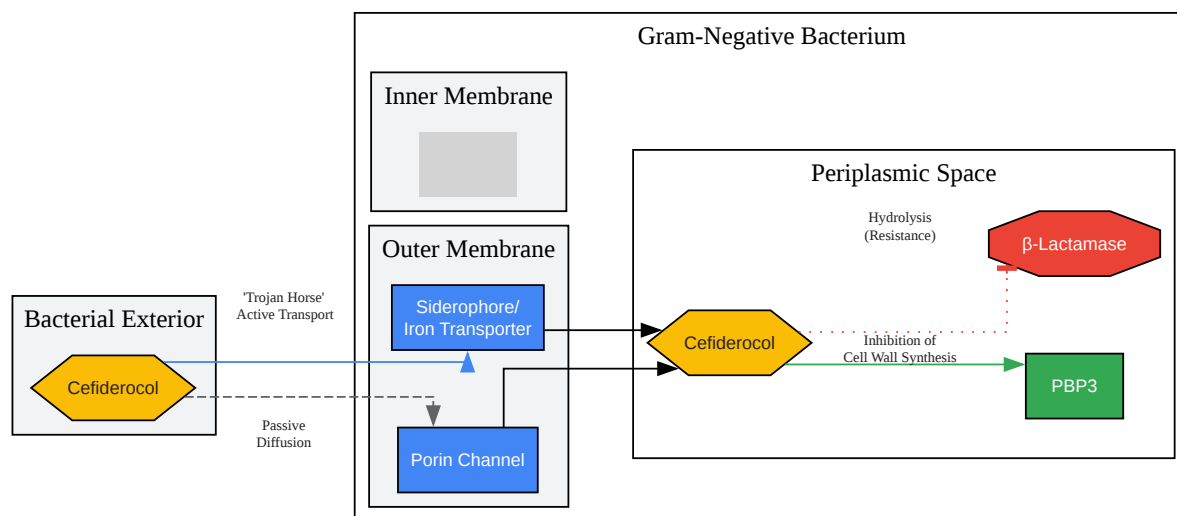 Gram-Negative Bacterium
Inner Membrane
Periplasmic Space
Hydrolysis
(Resistance)
β-Lactamase
Outer Membrane
'Trojan Horse'
Active Transport
Siderophore/
Iron Transporter
Bacterial Exterior
Cefiderocol
Cefiderocol
Inhibition of
Cell Wall Synthesis
PBP3
Passive
Diffusion
Porin Channel